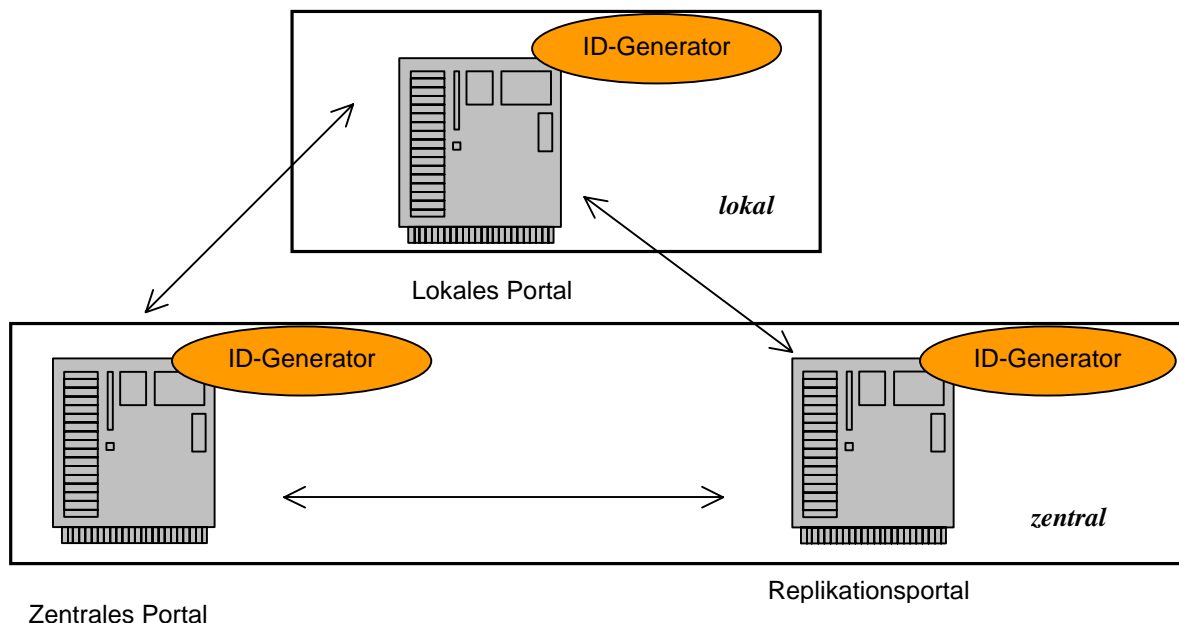 ID-Generator
lokal
Lokales Portal
ID-Generator
ID-Generator
zentral
Replikationsportal
Zentrales Portal